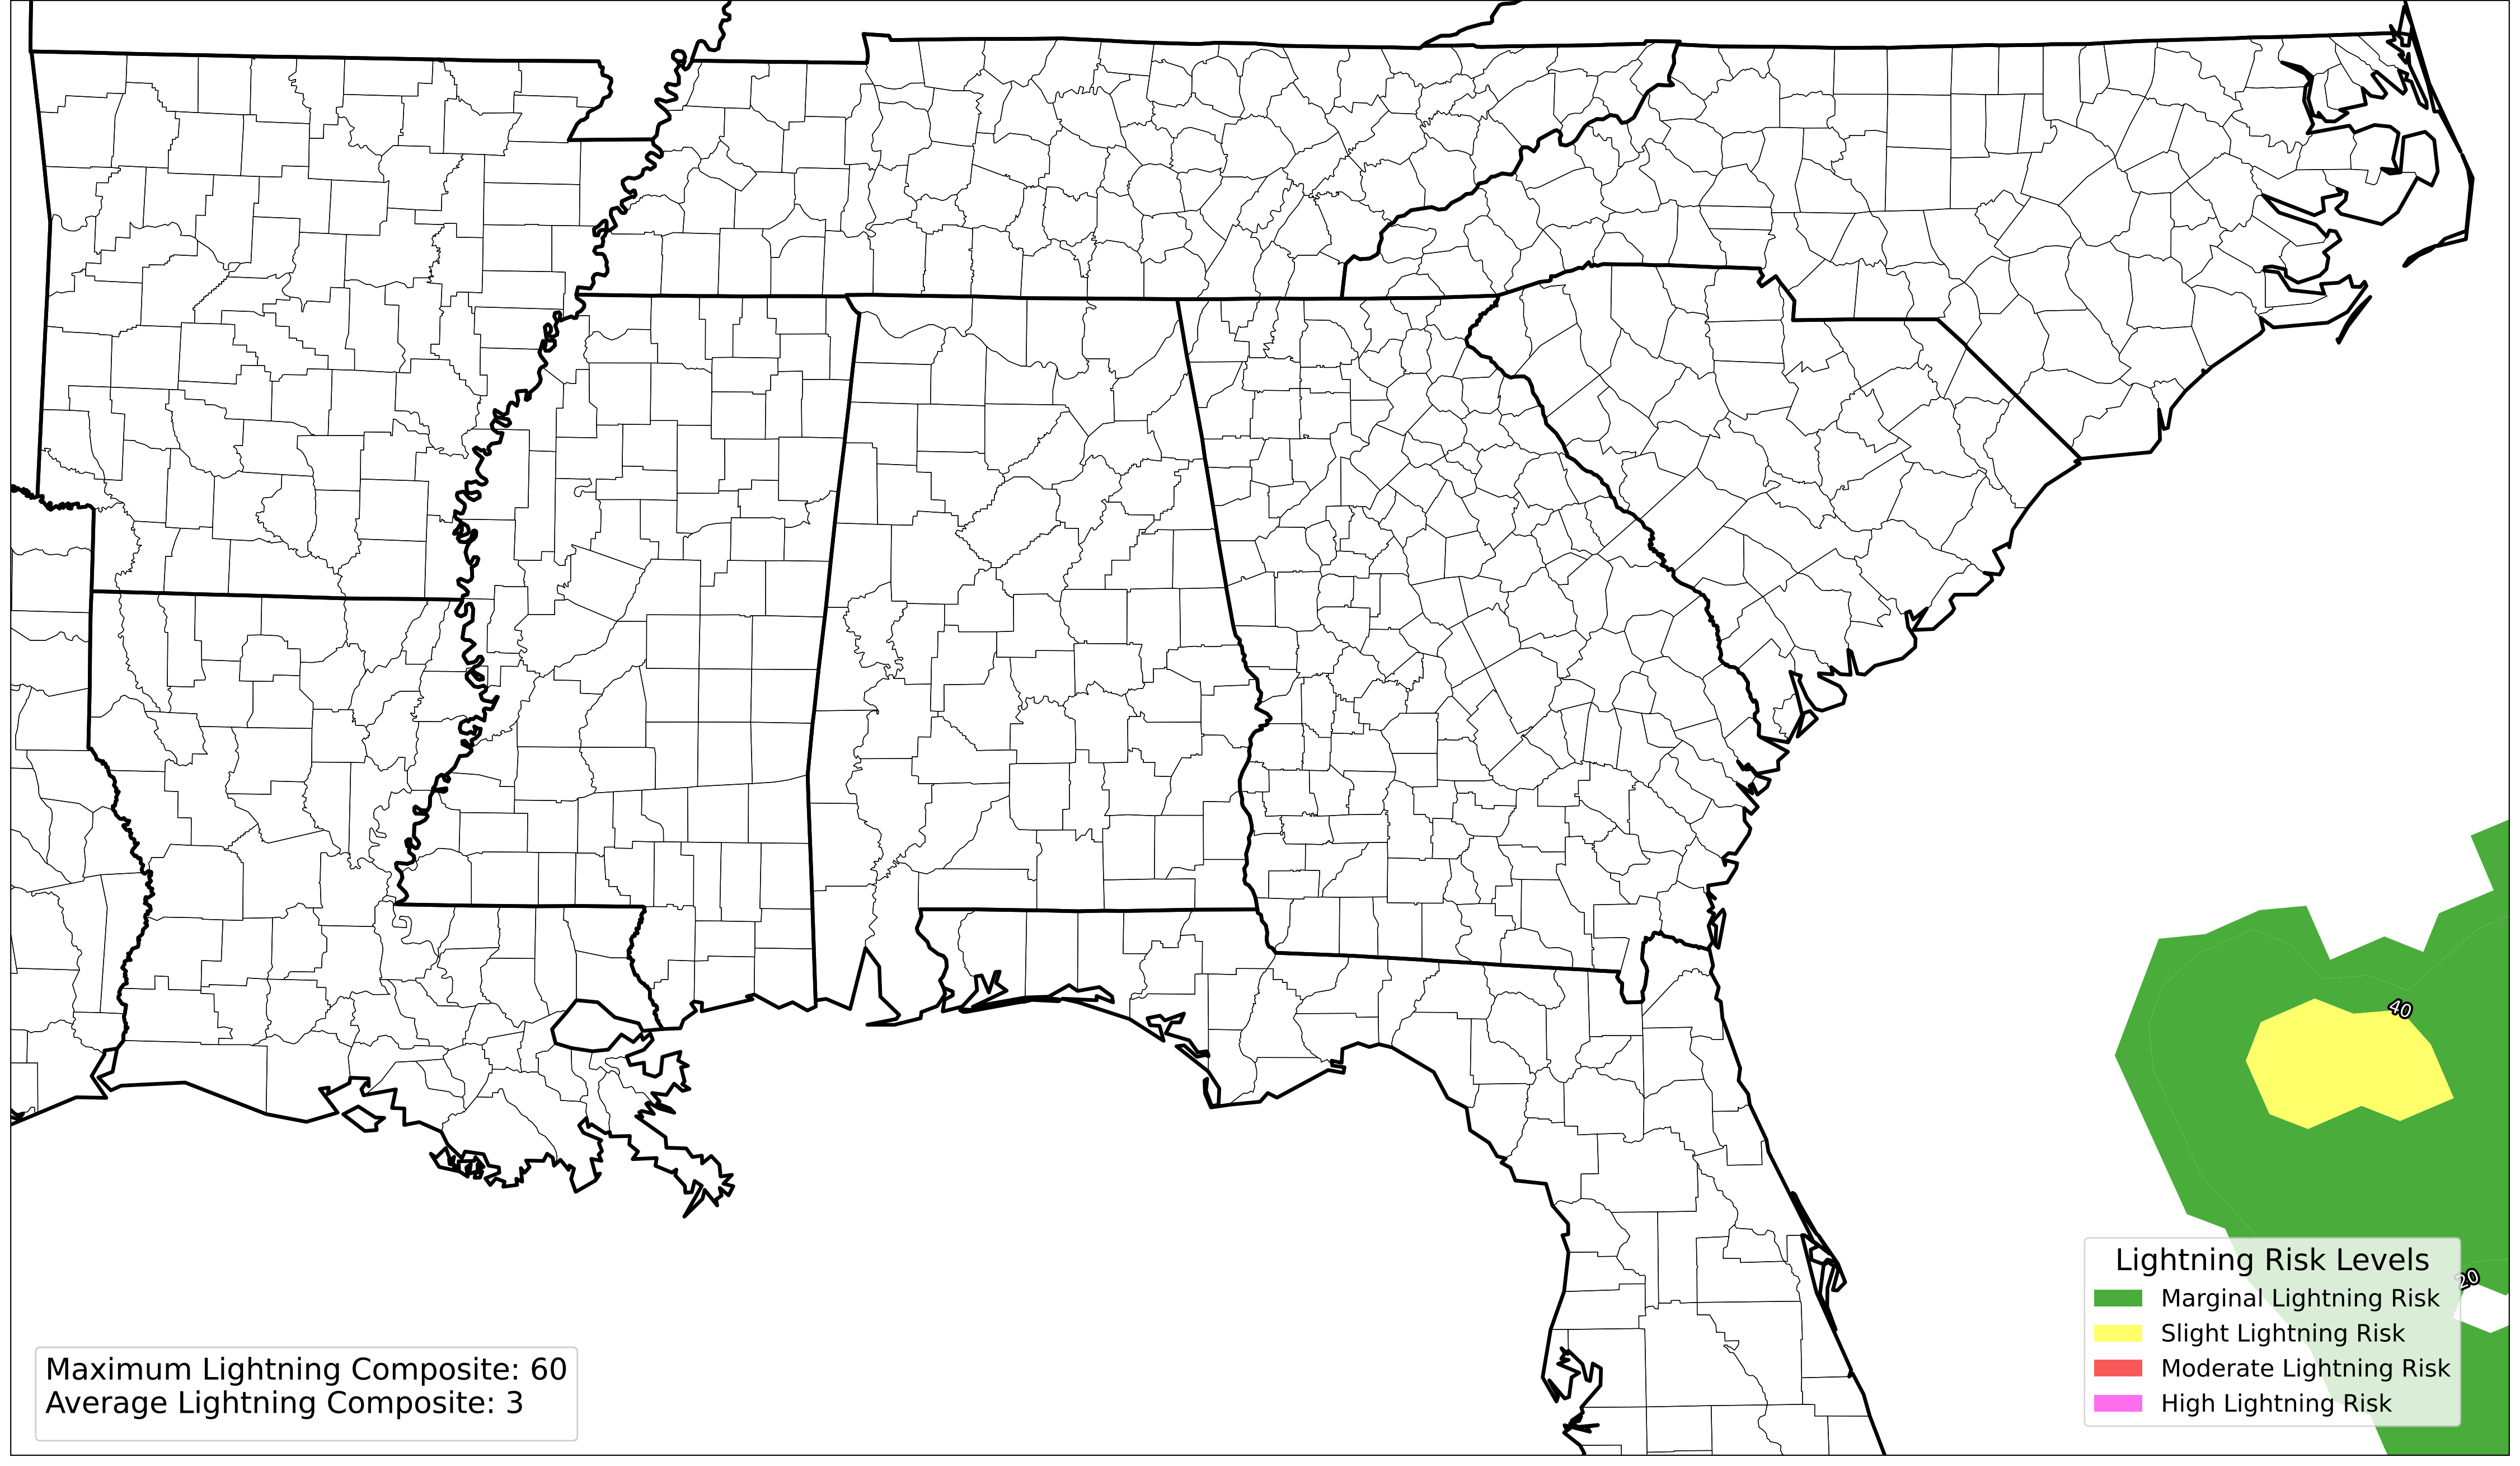 40
20
Lightning Risk Levels
Marginal Lightning Risk
Slight Lightning Risk
Moderate Lightning Risk
High Lightning Risk
Maximum Lightning Composite: 60
Average Lightning Composite: 3